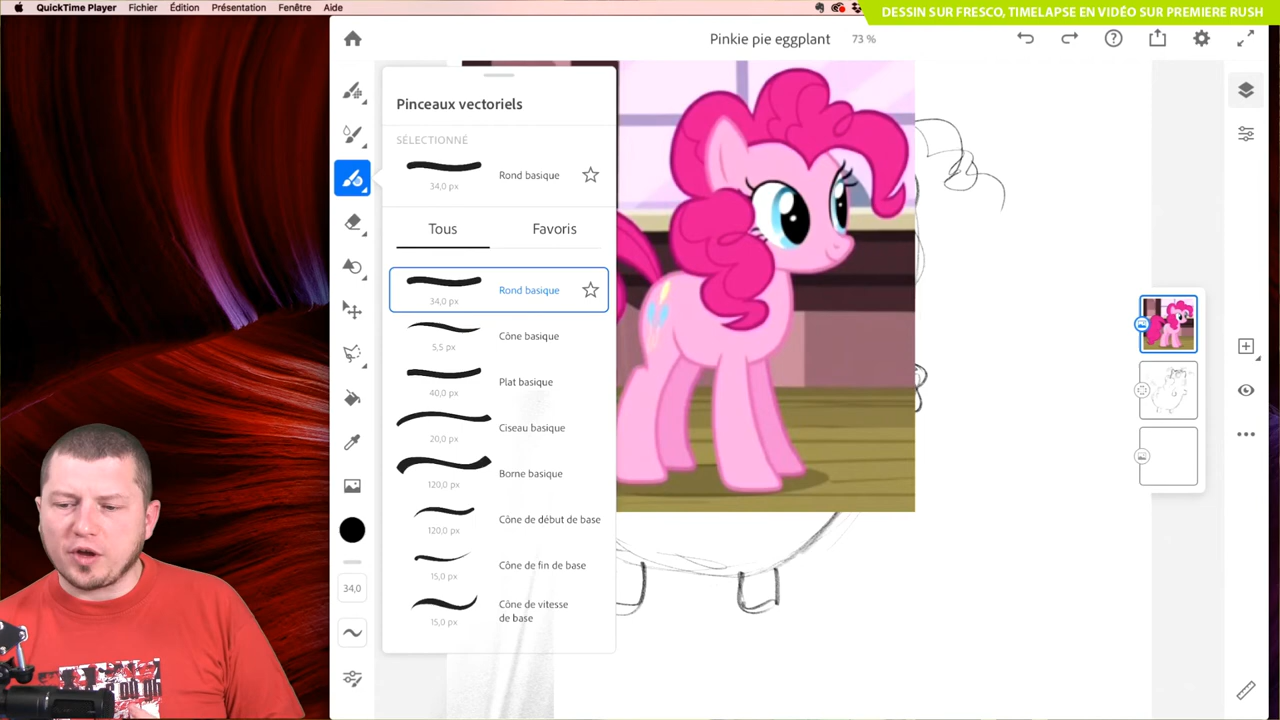 QuickTime Player Fichier Édition Présentation Fenêtre Aide
DESSIN SUR FRESCO, TIMELAPSE EN VIDÉO SUR PREMIERE RUSH
Pinkie pie eggplant 73 %
Pinceaux vectoriels
SÉLECTIONNÉ
Rond basique
34,0 px
Tous Favoris
Rond basique
34,0 px
Cône basique
5,5 px
Plat basique
40,0 px
Ciseau basique
20,0 px
Borne basique
120,0 px
Cône de début de base
120,0 px
Cône de fin de base
15,0 px
Cône de vitesse
de base
15,0 px
34,0